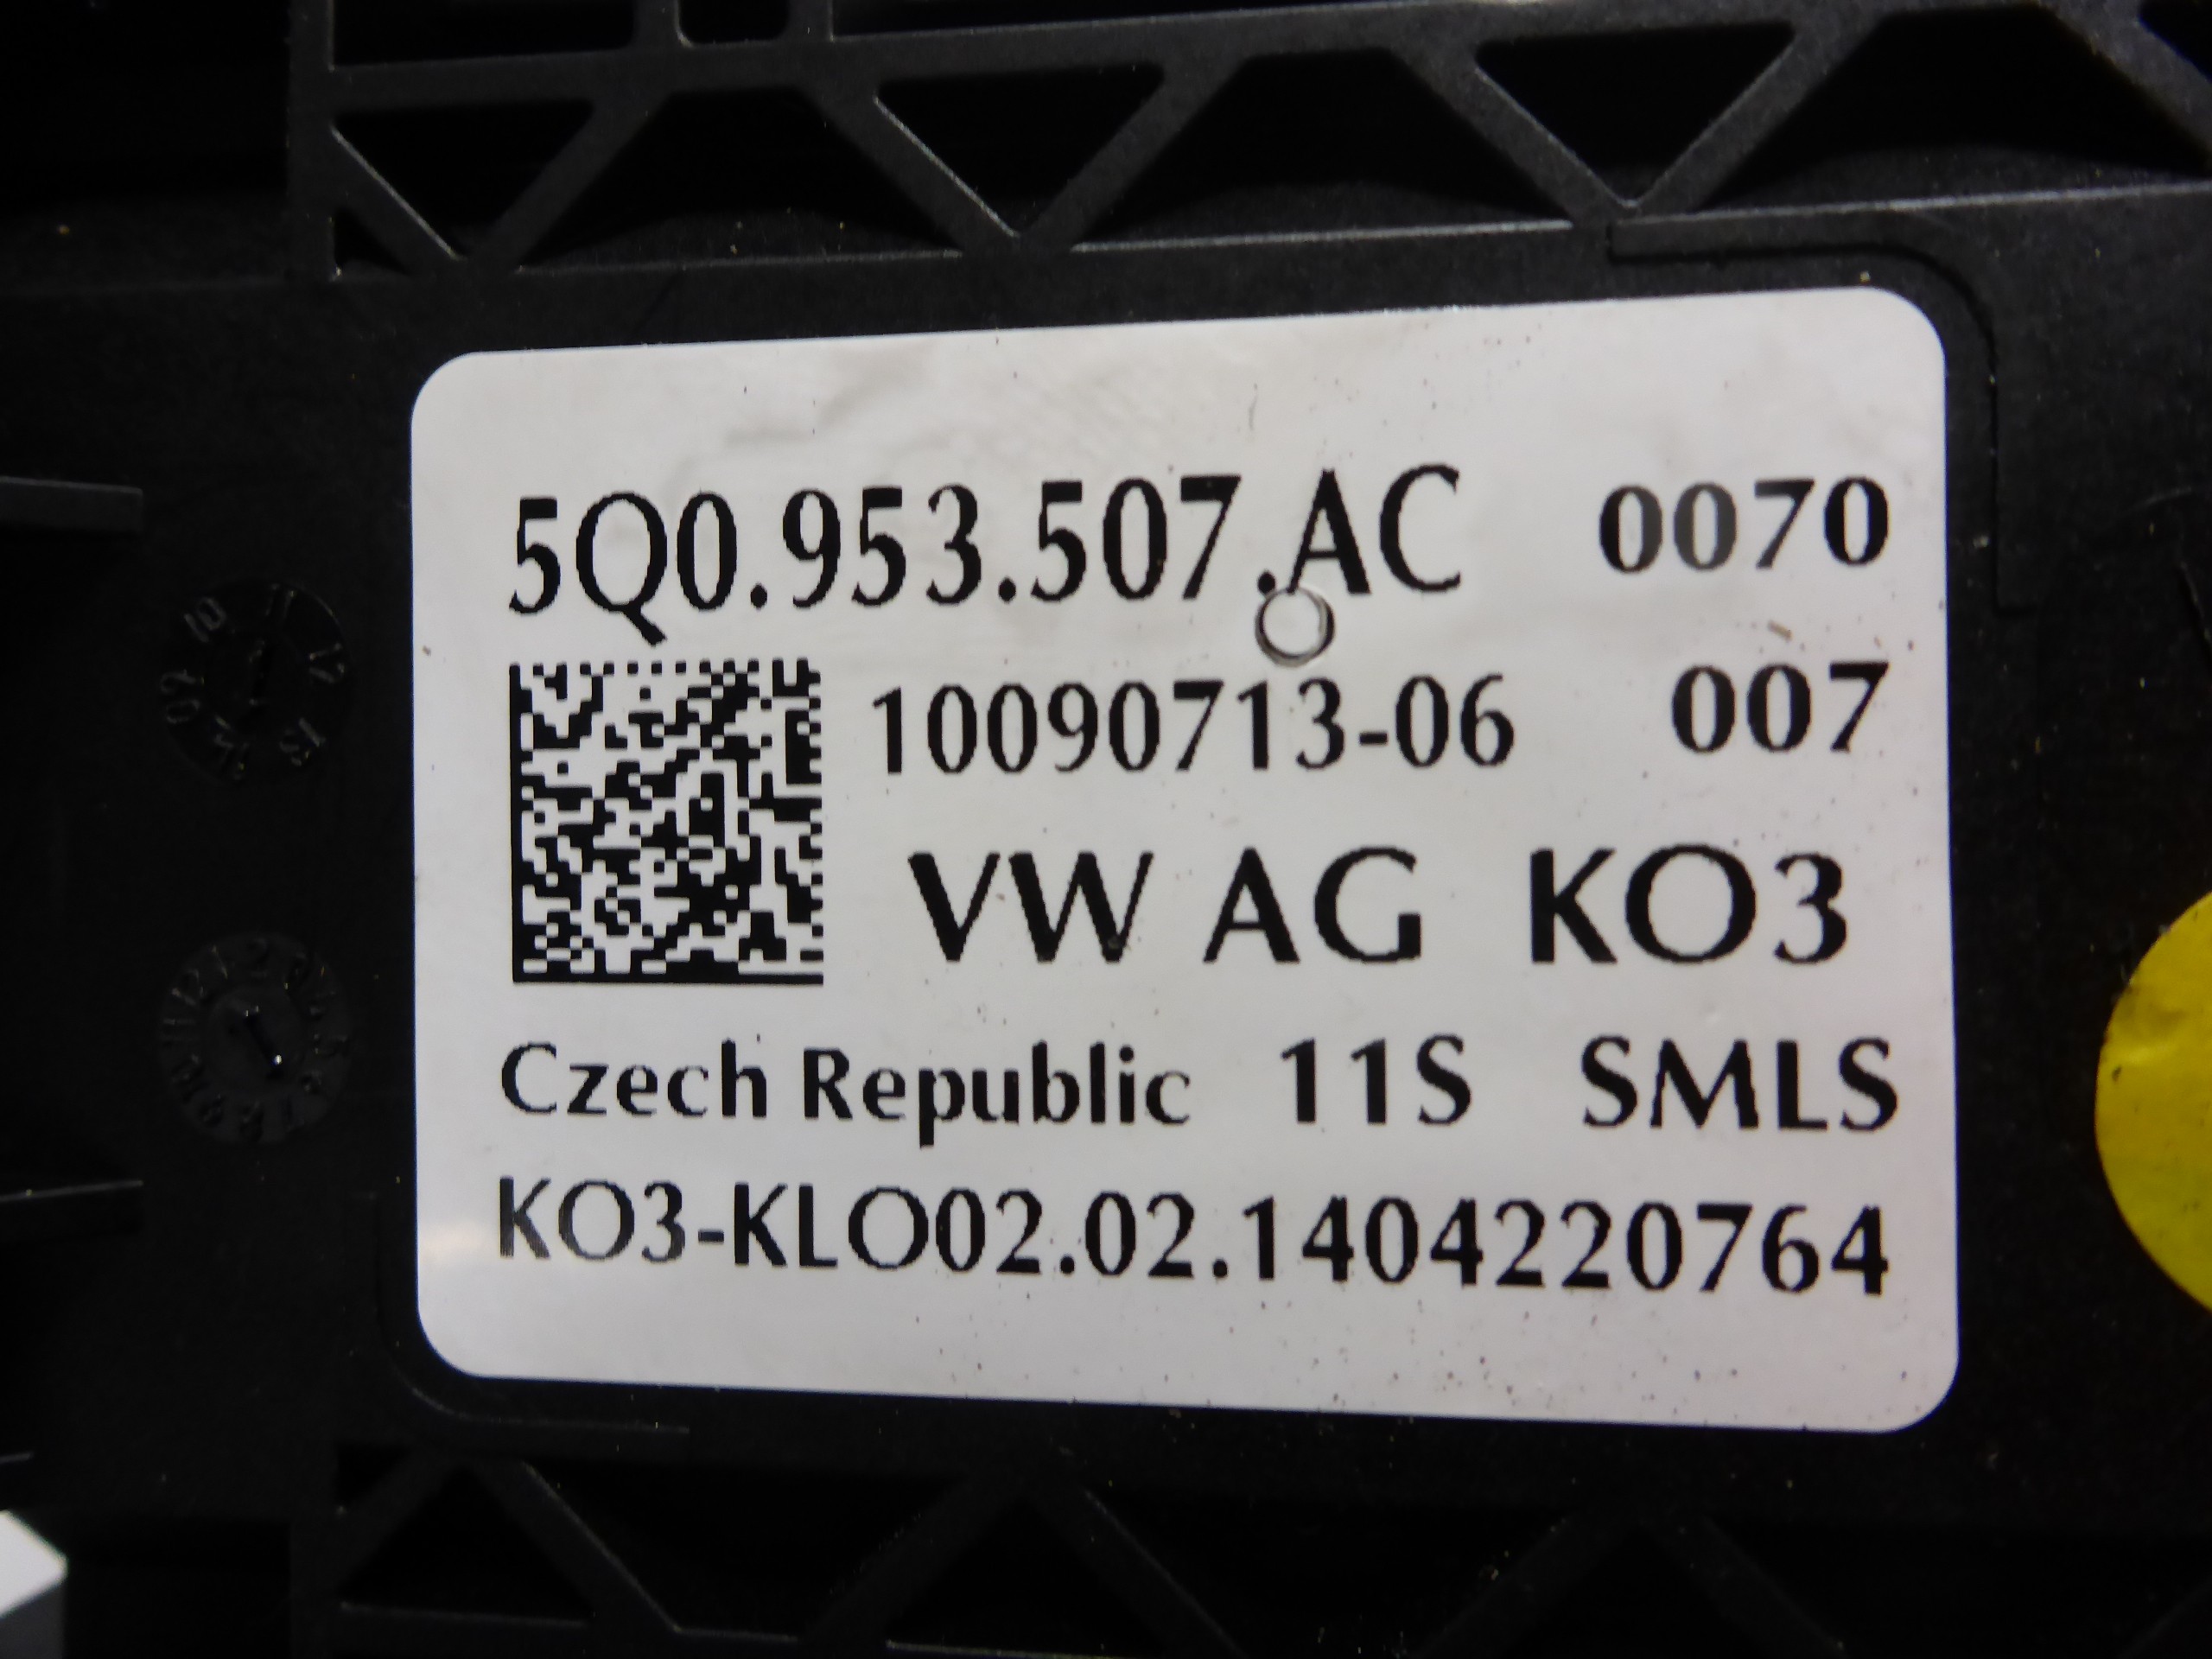 5Q0.953.507.AC 0070
10090713-06 007
VW AG KO3
Czech Republic 11S SMLS
KO3-KLO02.02.1404220764